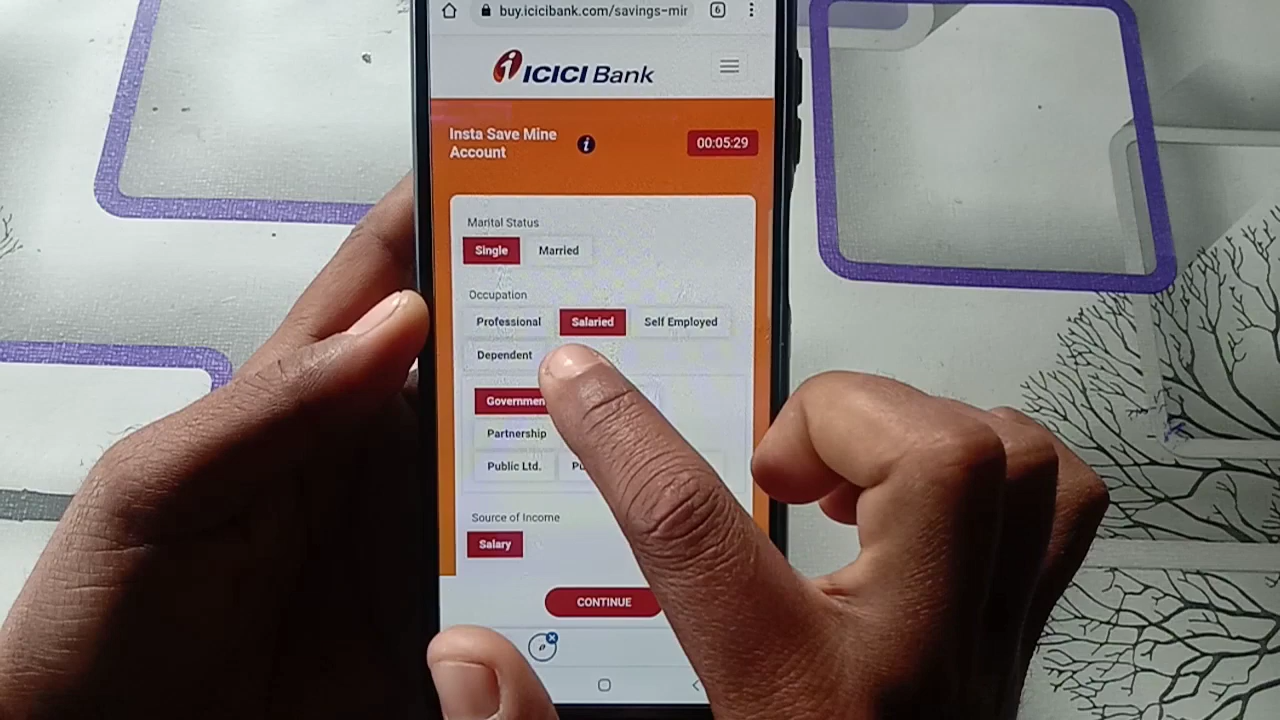 buy.icicibank.com/savings-mir
6
ICICI Bank
Insta Save Mine
Account
i
00:05:29
Marital Status
Single
Married
Occupation
Professional
Salaried
Self Employed
Dependent
Partnership
Public Ltd.
Source of Income
Salary
CONTINUE